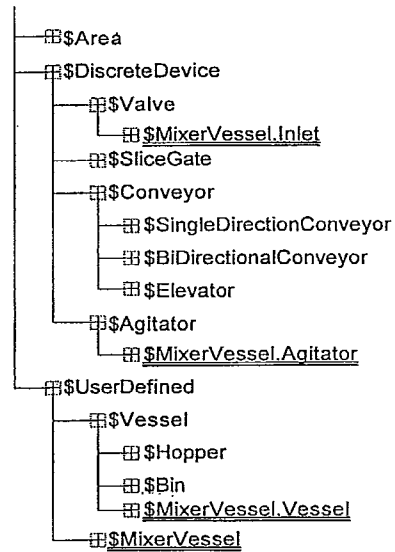 $Area
$DiscreteDevice
$Valve
$MixerVessel.Inlet
$SliceGate
$Conveyor
$SingleDirectionConveyor
$BiDirectionalConveyor
$Elevator
$Agitator
$MixerVessel.Agitator
$UserDefined
$Vessel
$Hopper
$Bin
$MixerVessel.Vessel
$MixerVessel